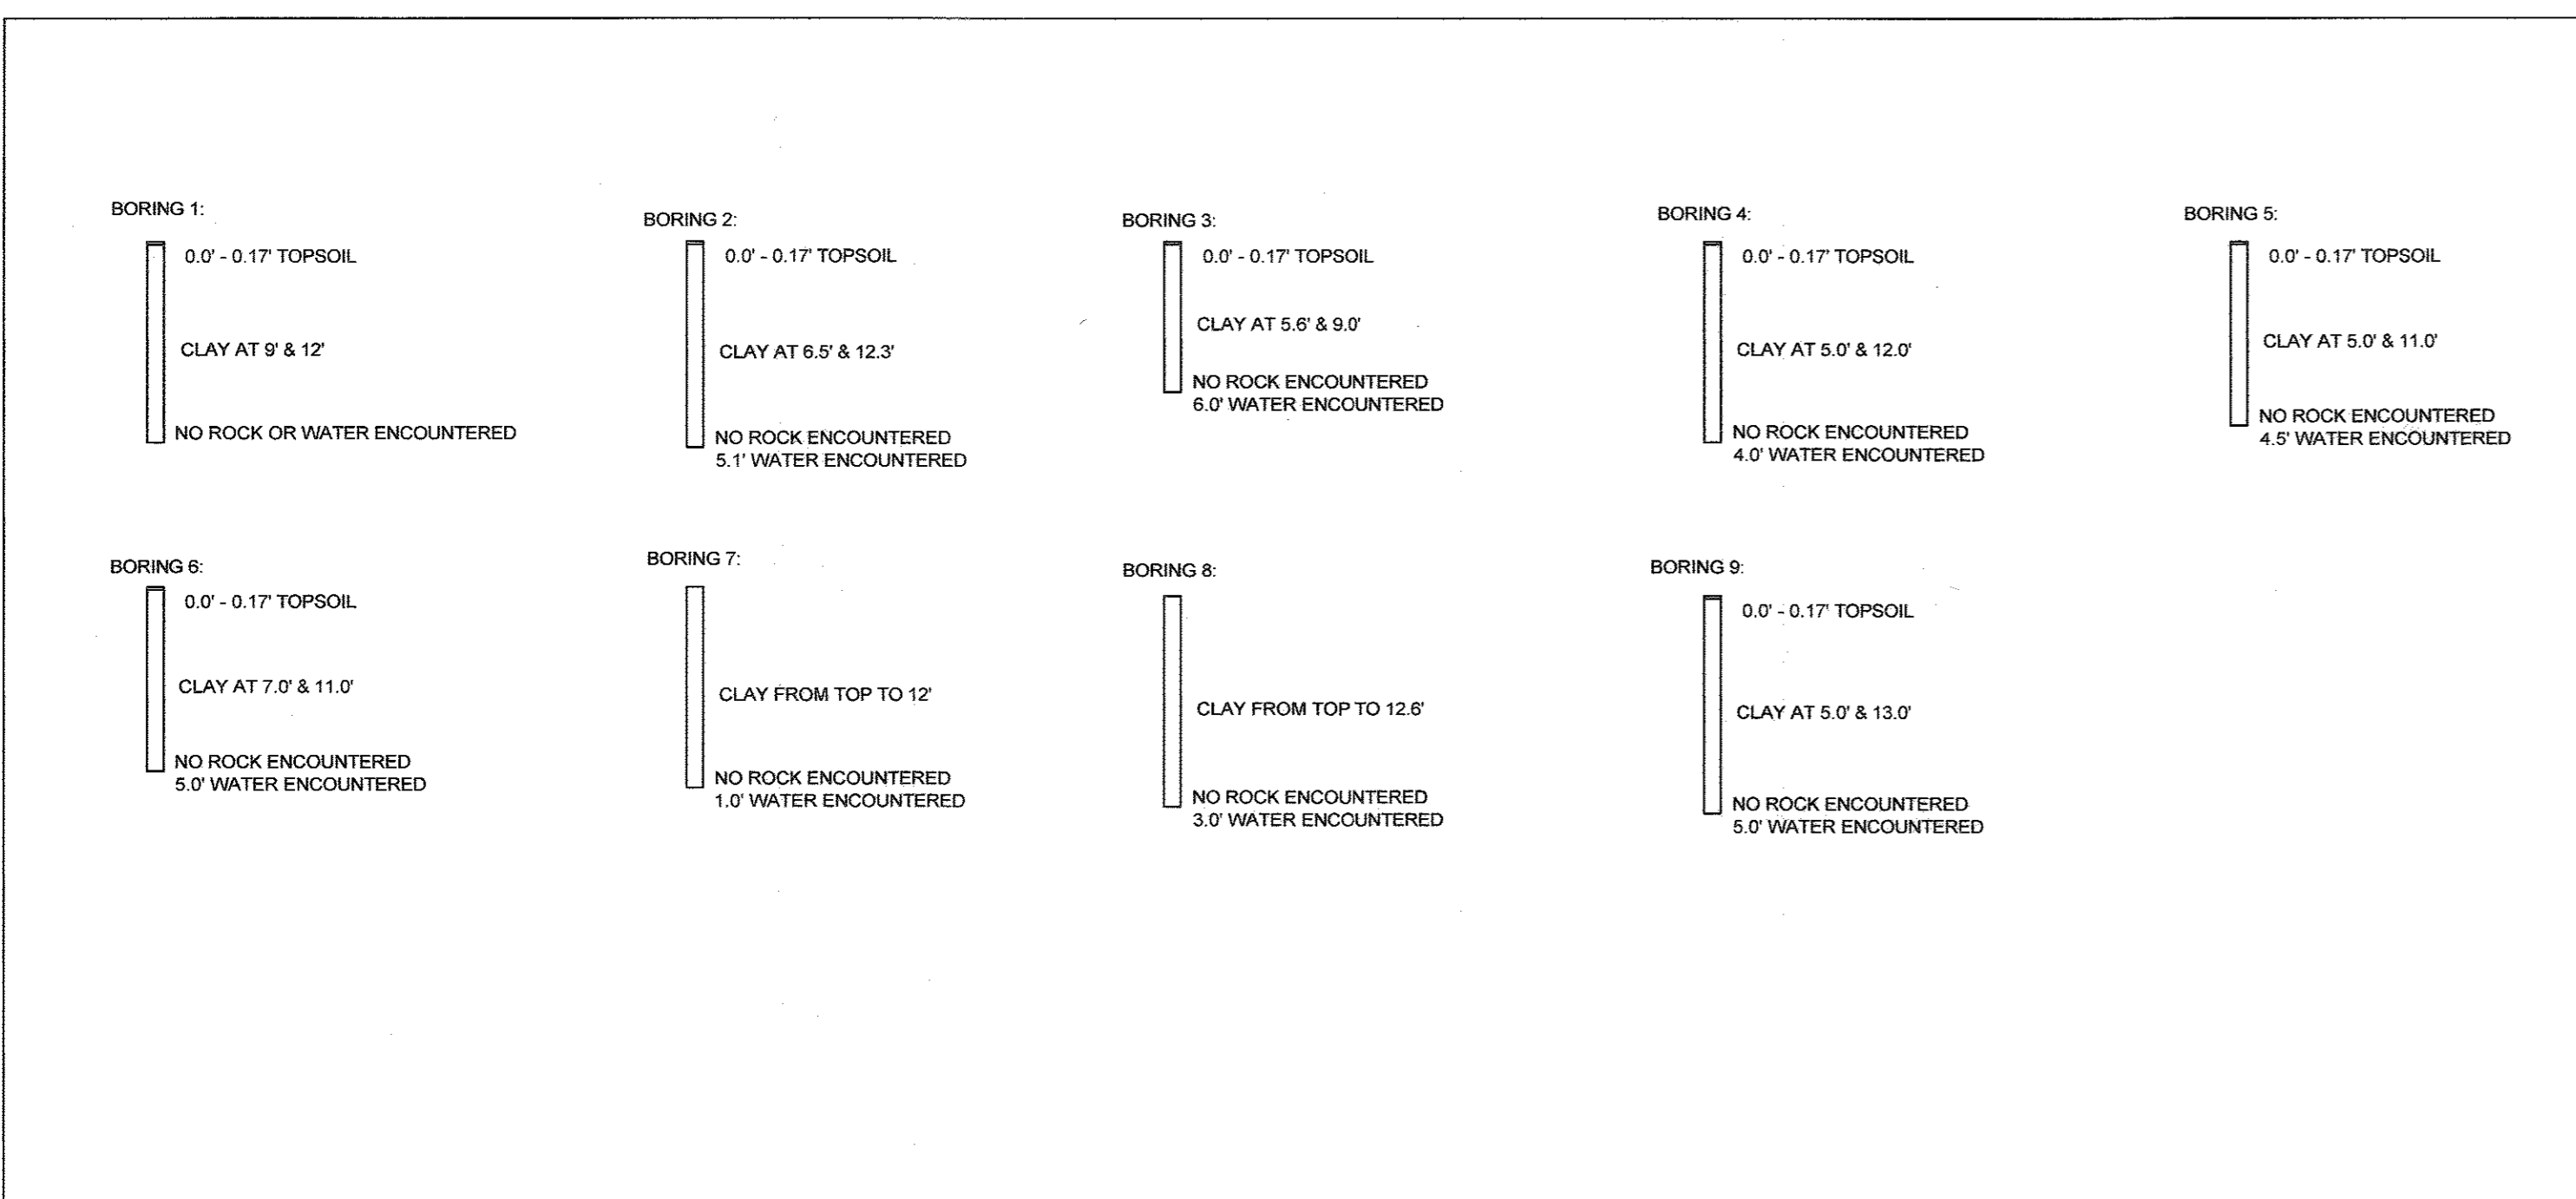 BORING 1:
0.0' - 0.17' TOPSOIL
CLAY AT 9' & 12'
NO ROCK OR WATER ENCOUNTERED
BORING 2:
0.0' - 0.17' TOPSOIL
CLAY AT 6.5' & 12.3'
NO ROCK ENCOUNTERED
5.1' WATER ENCOUNTERED
BORING 3:
0.0' - 0.17' TOPSOIL
CLAY AT 5.6' & 9.0'
NO ROCK ENCOUNTERED
6.0' WATER ENCOUNTERED
BORING 4:
0.0' - 0.17' TOPSOIL
CLAY AT 5.0' & 12.0'
NO ROCK ENCOUNTERED
4.0' WATER ENCOUNTERED
BORING 5:
0.0' - 0.17' TOPSOIL
CLAY AT 5.0' & 11.0'
NO ROCK ENCOUNTERED
4.5' WATER ENCOUNTERED
BORING 6:
0.0' - 0.17' TOPSOIL
CLAY AT 7.0' & 11.0'
NO ROCK ENCOUNTERED
5.0' WATER ENCOUNTERED
BORING 7:
CLAY FROM TOP TO 12'
NO ROCK ENCOUNTERED
1.0' WATER ENCOUNTERED
BORING 8:
CLAY FROM TOP TO 12.6'
NO ROCK ENCOUNTERED
3.0' WATER ENCOUNTERED
BORING 9:
0.0' - 0.17' TOPSOIL
CLAY AT 5.0' & 13.0'
NO ROCK ENCOUNTERED
5.0' WATER ENCOUNTERED